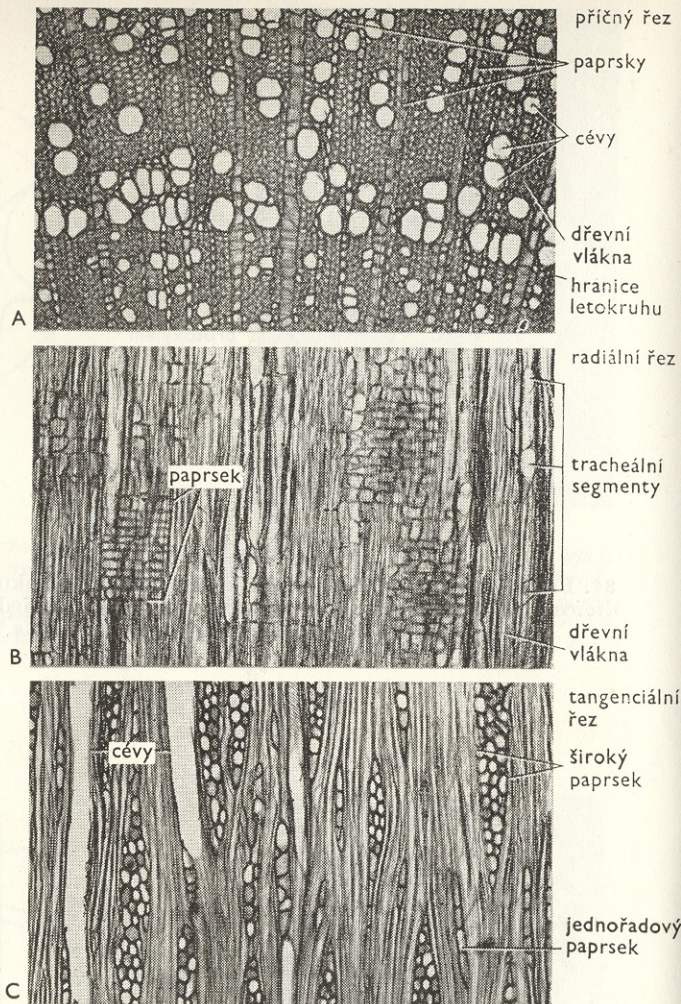 příčný řez
paprsky
cévy
dřevní
vlákna
hranice
letokruhu
A
radiální řez
paprsek
tracheální
segmenty
dřevní
vlákna
B
tangenciální
řez
cévy
široký
paprsek
jednořadový
paprsek
C